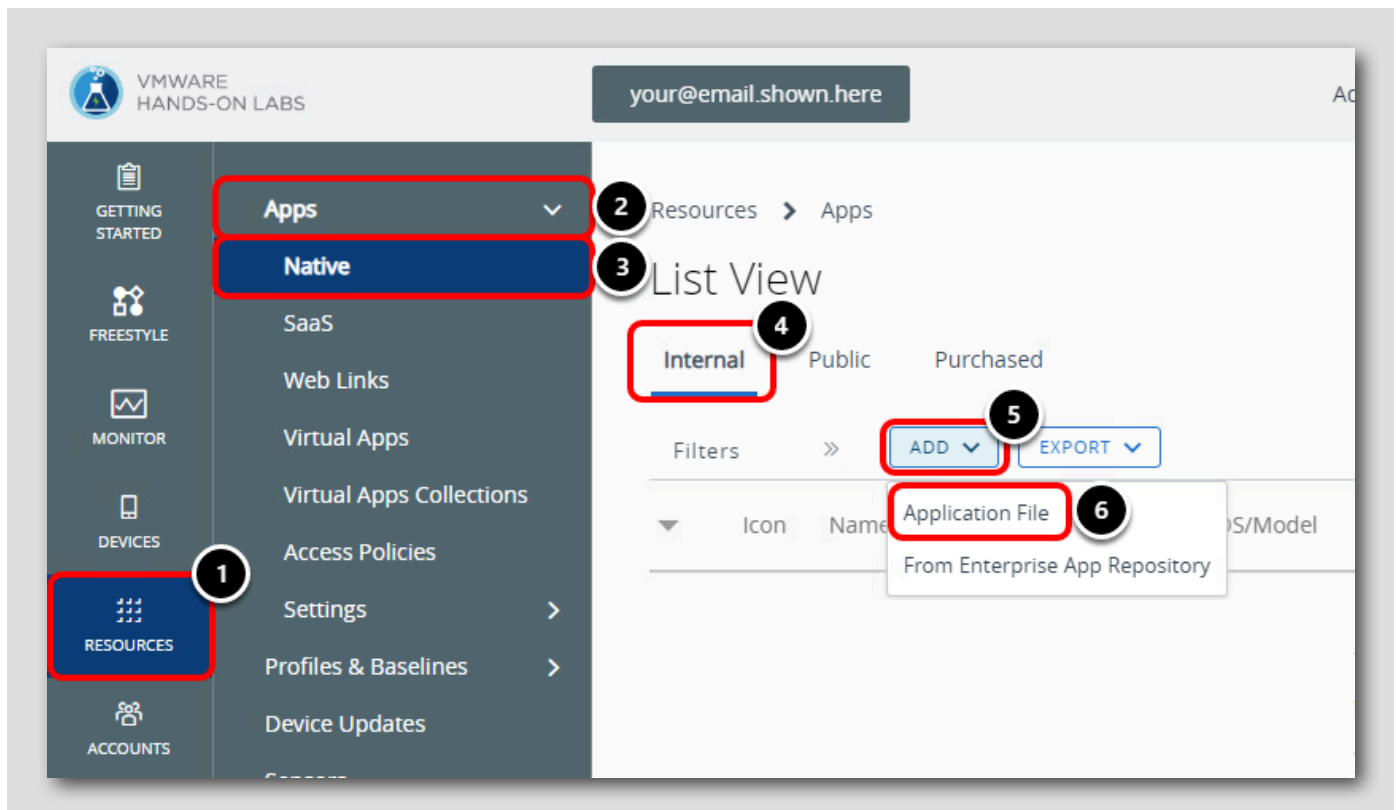 VMWARE
HANDS-ON LABS
your@email.shown.here
GETTING
STARTED
FREESTYLE
MONITOR
DEVICES
1
RESOURCES
ACCOUNTS
Apps
2
Native
3
SaaS
Web Links
Virtual Apps
Virtual Apps Collections
Access Policies
Settings
Profiles & Baselines
Device Updates
Resources > Apps
List View
4
Internal Public Purchased
5
Filters » ADD EXPORT
Icon Name
Application File 6
From Enterprise App Repository